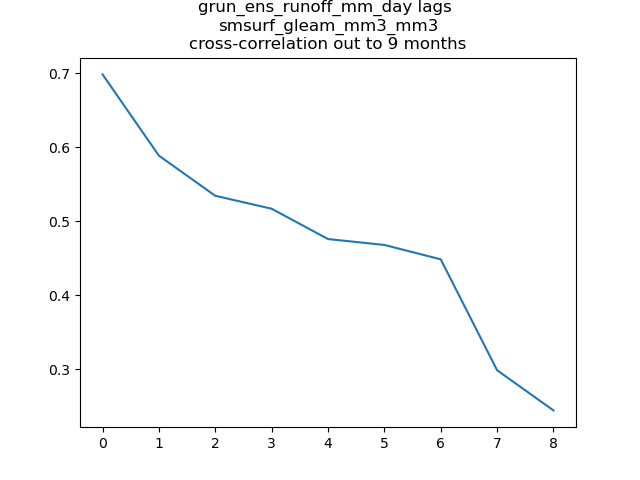 grun_ens_runoff_mm_day lags
smsurf_gleam_mm3_mm3
cross-correlation out to 9 months
0.7
0.6
0.5
0.4
0.3
0 1 2 3 4 5 6 7 8